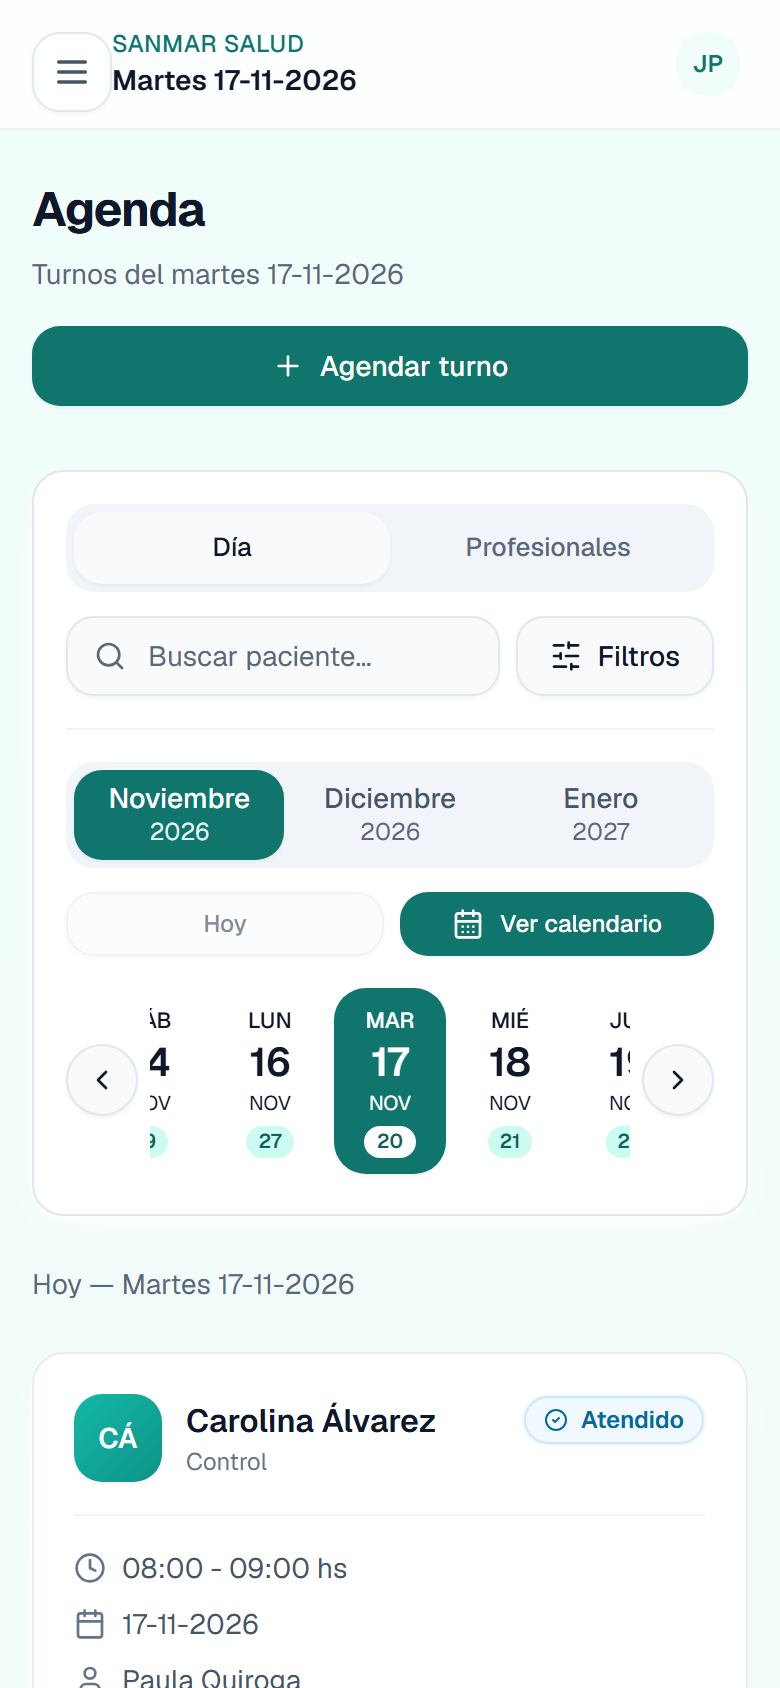 SANMAR SALUD
Martes 17-11-2026
JP
Agenda
Turnos del martes 17-11-2026
Agendar turno
Día
Profesionales
Buscar paciente...
Filtros
Noviembre
2026
Diciembre
2026
Enero
2027
Hoy
Ver calendario
LUN
16
NOV
27
MAR
17
NOV
20
MIÉ
18
NOV
21
Hoy — Martes 17-11-2026
CÁ
Carolina Álvarez
Control
Atendido
08:00 - 09:00 hs
17-11-2026
Paula Quiroga